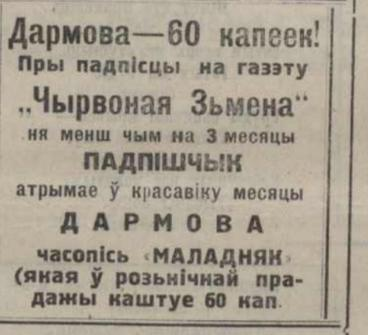 Дармова—60 капеек!
Пры падпісцы на газэту
„Чырвоная Зьмена“
ня менш чым на 3 месяцы
ПАДПІШЧЫК
атрымае ў красавіку месяцы
ДАРМОВА
часопісь «МАЛАДНЯК»
(якая ў розьнічнай пра-
дажы каштуе 60 кап.